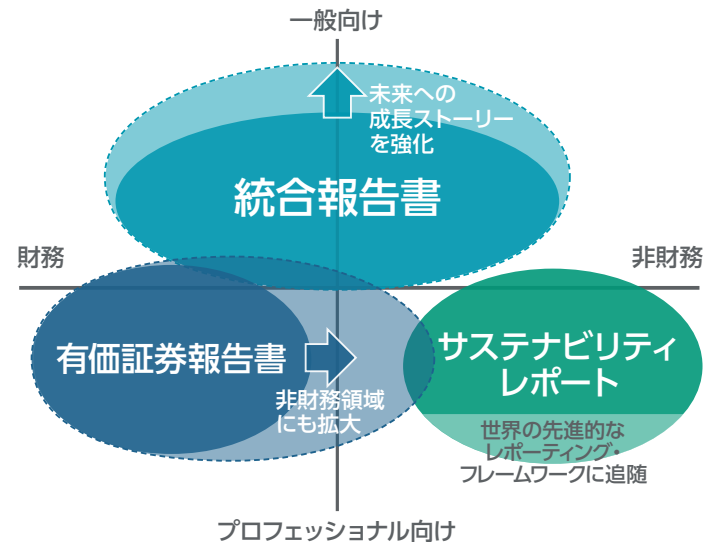 一般向け
未来への
成長ストーリー
を強化
統合報告書
財務
非財務
有価証券報告書
非財務領域
にも拡大
サステナビリティ
レポート
世界の先進的な
レポーティング・
フレームワークに追随
プロフェッショナル向け